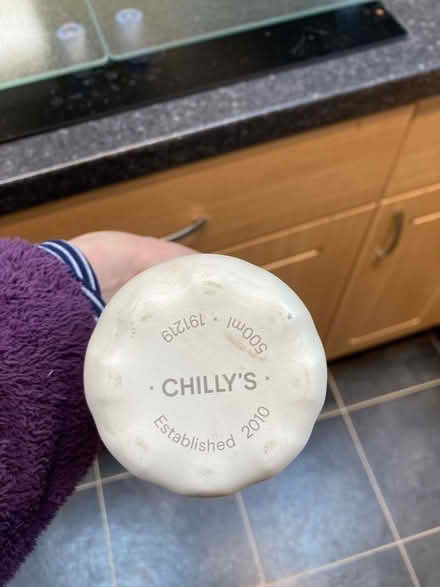 500ml · 191219
· CHILLY'S ·
Established 2010